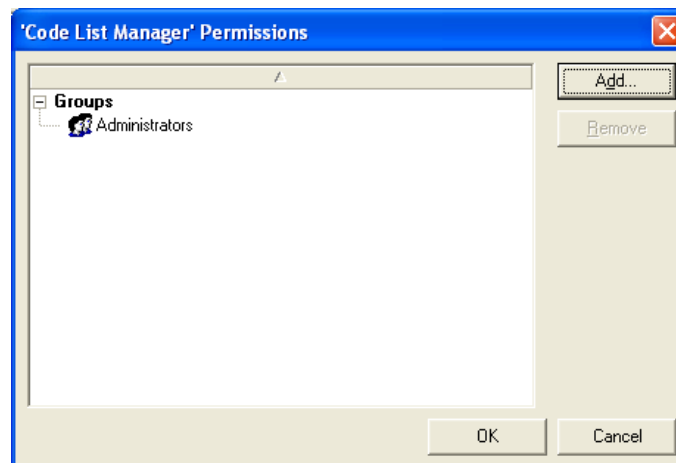 'Code List Manager' Permissions
Add...
Groups
Administrators
Remove
OK
Cancel